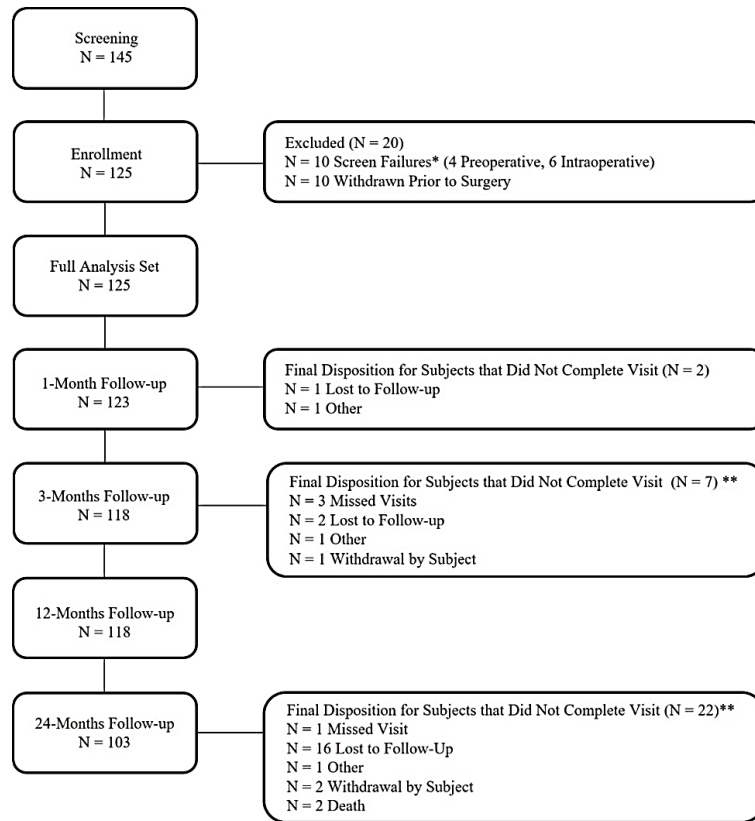 Screening
N = 145
Enrollment
N = 125
Excluded (N = 20)
N = 10 Screen Failures* (4 Preoperative, 6 Intraoperative)
N = 10 Withdrawn Prior to Surgery
Full Analysis Set
N = 125
1-Month Follow-up
N = 123
Final Disposition for Subjects that Did Not Complete Visit (N = 2)
N = 1 Lost to Follow-up
N = 1 Other
3-Months Follow-up
N = 118
Final Disposition for Subjects that Did Not Complete Visit (N = 7) **
N = 3 Missed Visits
N = 2 Lost to Follow-up
N = 1 Other
N = 1 Withdrawal by Subject
12-Months Follow-up
N = 118
24-Months Follow-up
N = 103
Final Disposition for Subjects that Did Not Complete Visit (N = 22)**
N = 1 Missed Visit
N = 16 Lost to Follow-Up
N = 1 Other
N = 2 Withdrawal by Subject
N = 2 Death